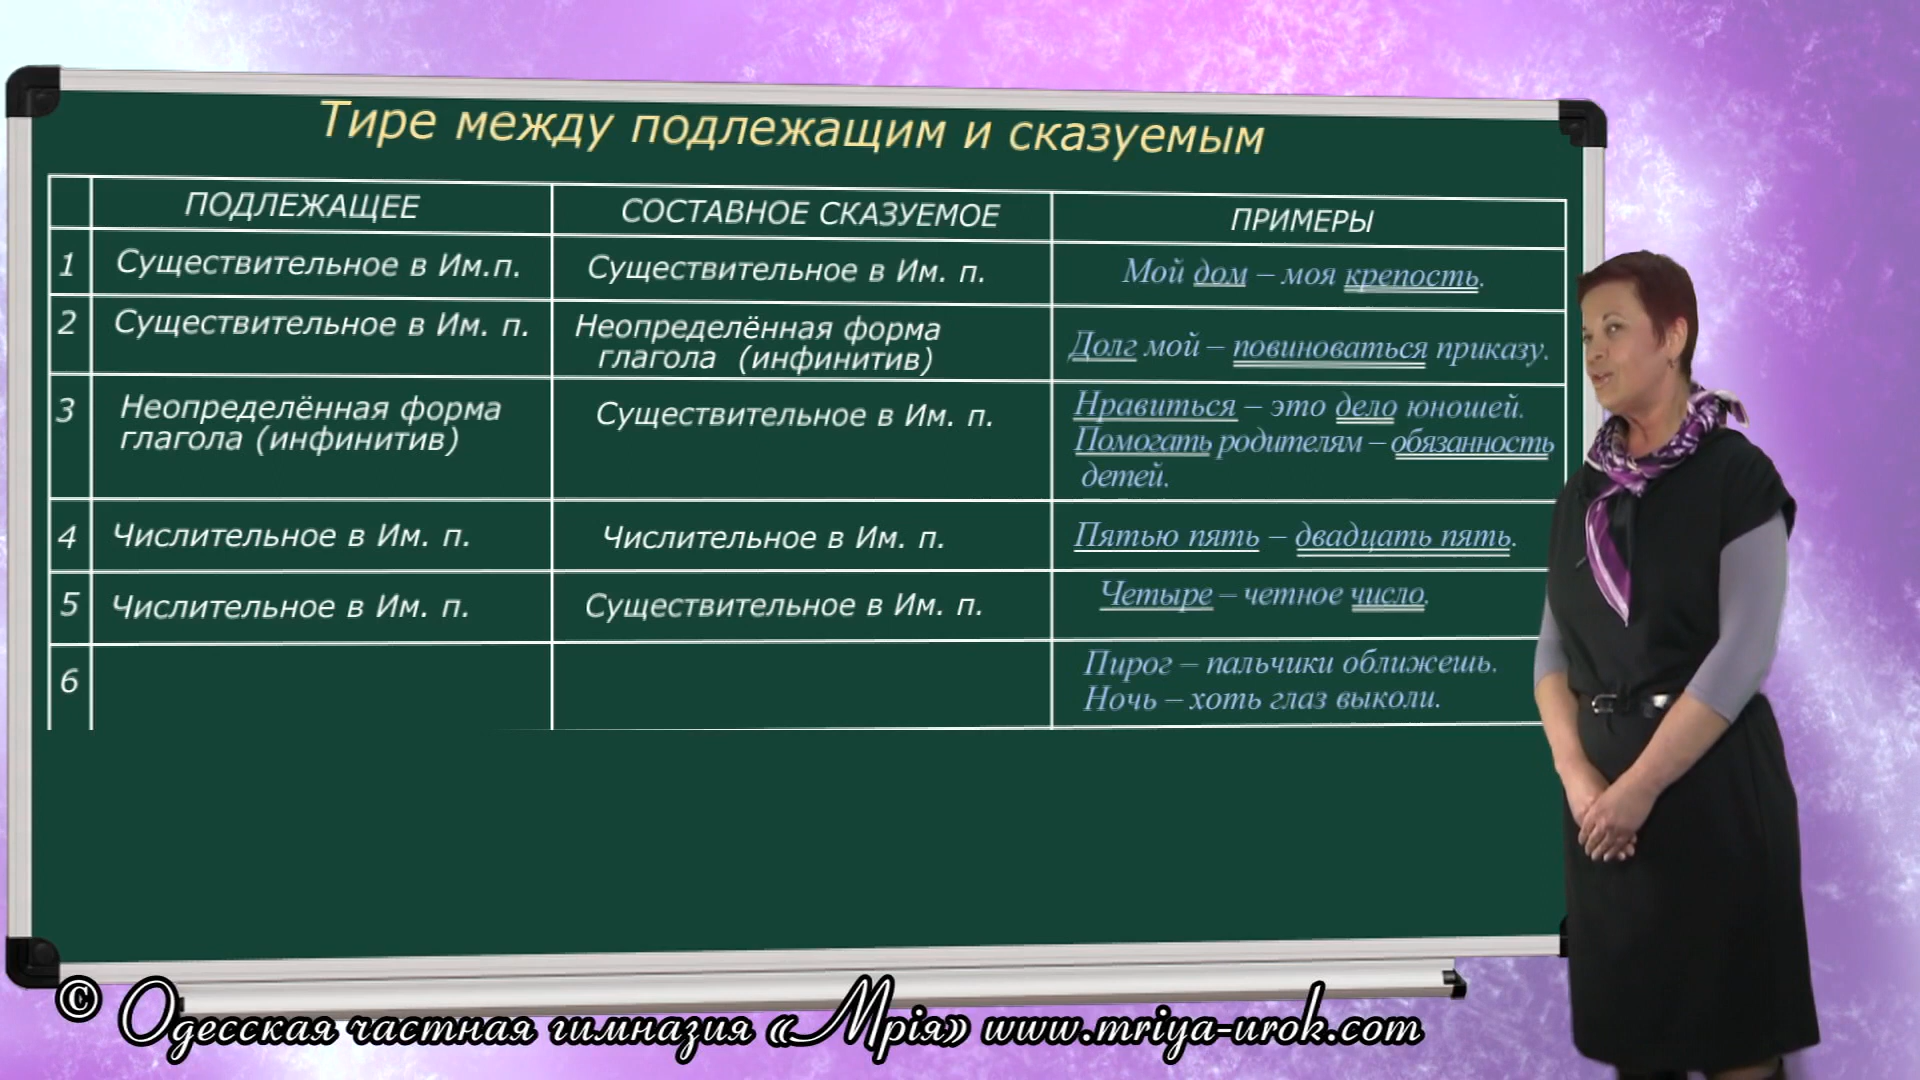 Тире между подлежащим и сказуемым
ПОДЛЕЖАЩЕЕ СОСТАВНОЕ СКАЗУЕМОЕ ПРИМЕРЫ
1 Существительное в Им.п. Существительное в Им. п. Мой дом – моя крепость.
2 Существительное в Им. п. Неопределённая форма
глагола (инфинитив) Долг мой – повиноваться приказу.
3 Неопределённая форма
глагола (инфинитив) Существительное в Им. п. Нравиться – это дело юношей.
Помогать родителям – обязанность
детей.
4 Числительное в Им. п. Числительное в Им. п. Пятью пять – двадцать пять.
5 Числительное в Им. п. Существительное в Им. п. Четыре – четное число.
6 Пирог – пальчики оближешь.
Ночь – хоть глаз выколи.
© Одесская частная гимназия «Мрія» www.mriya-urok.com